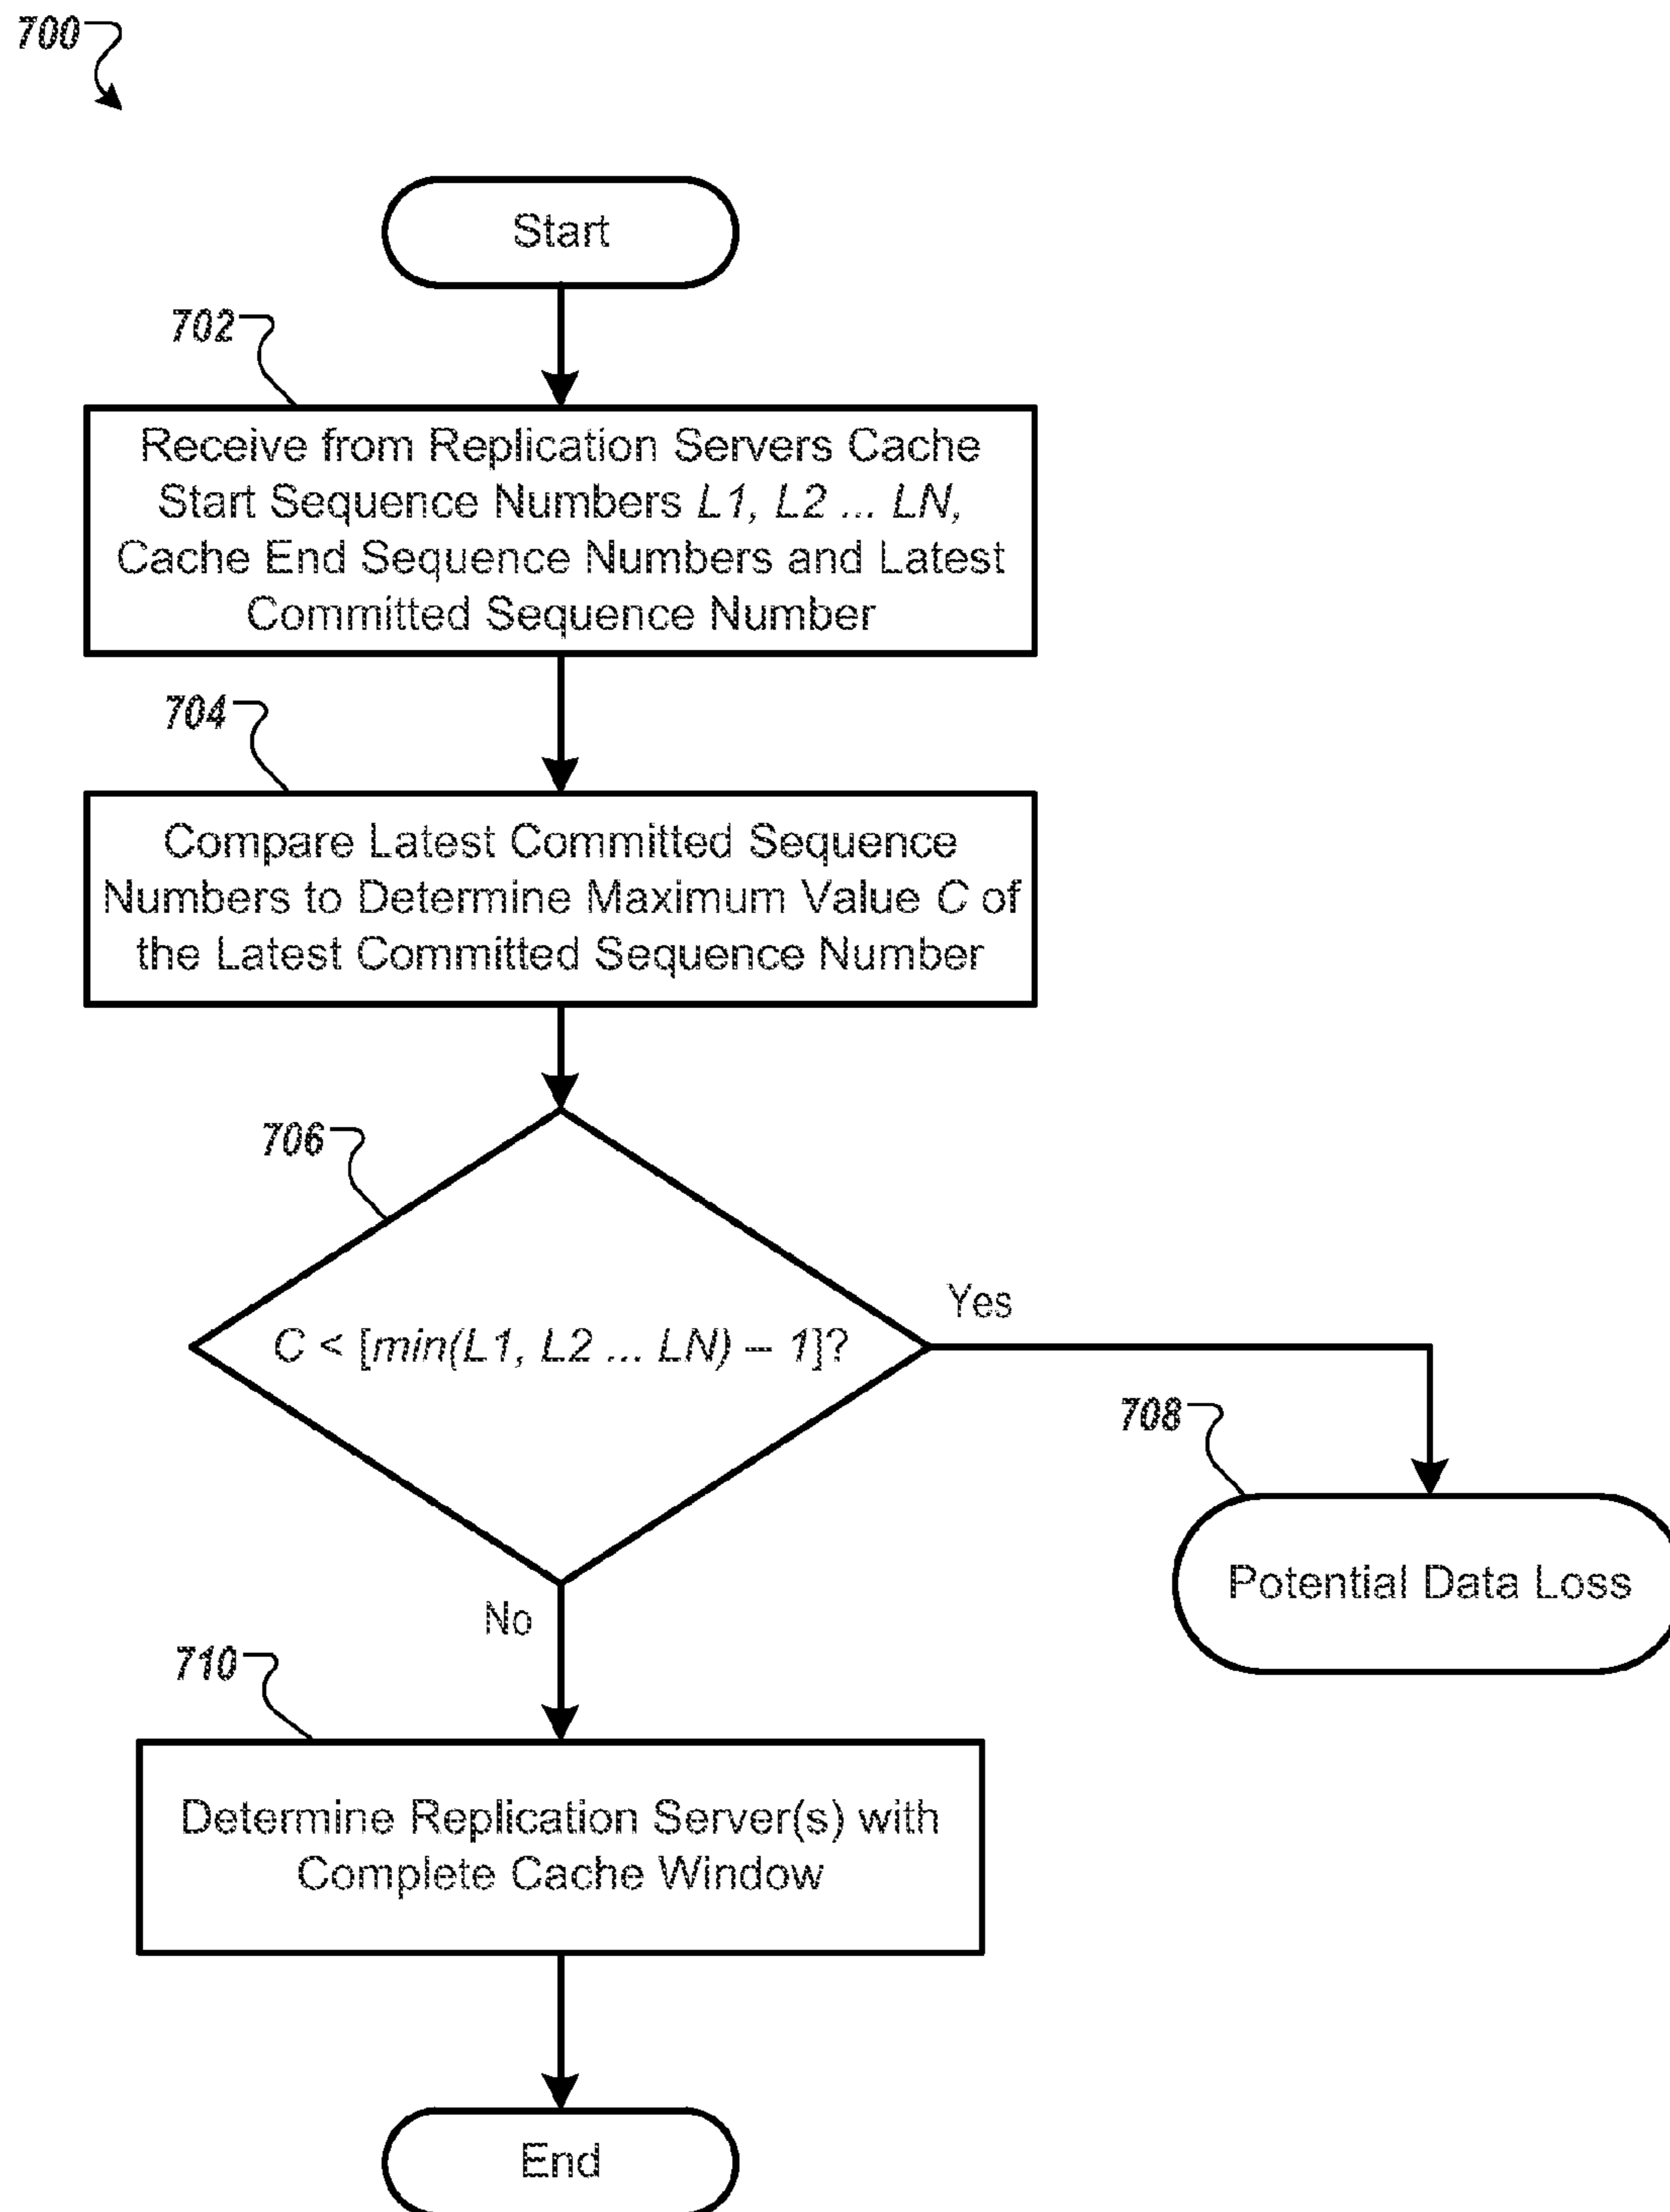 700
Start
702
Receive from Replication Servers Cache
Start Sequence Numbers L1, L2 ... LN,
Cache End Sequence Numbers and Latest
Committed Sequence Number
704
Compare Latest Committed Sequence
Numbers to Determine Maximum Value C of
the Latest Committed Sequence Number
706
C < [min(L1, L2 ... LN) – 1]?
Yes
708
Potential Data Loss
No
710
Determine Replication Server(s) with
Complete Cache Window
End